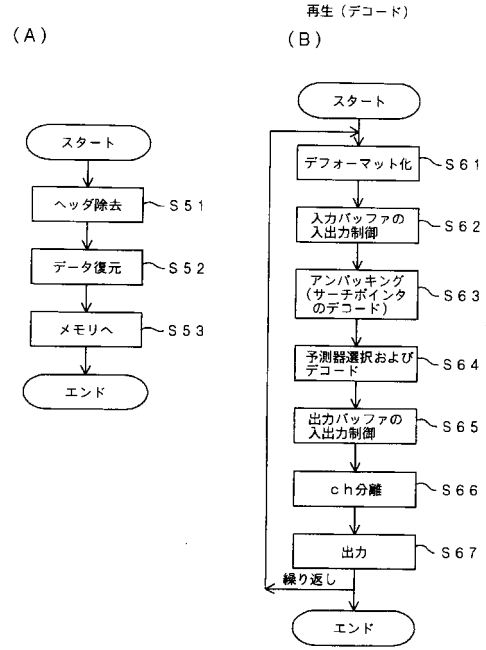 (A)
スタート
ヘッダ除去
S51
データ復元
S52
メモリへ
S53
エンド
再生(デコード)
(B)
スタート
デフォーマット化
S61
入力バッファの
入出力制御
S62
アンパッキング
(サーチポインタ
のデコード)
S63
予測器選択および
デコード
S64
出力バッファの
入出力制御
S65
ch分離
S66
出力
S67
繰り返し
エンド